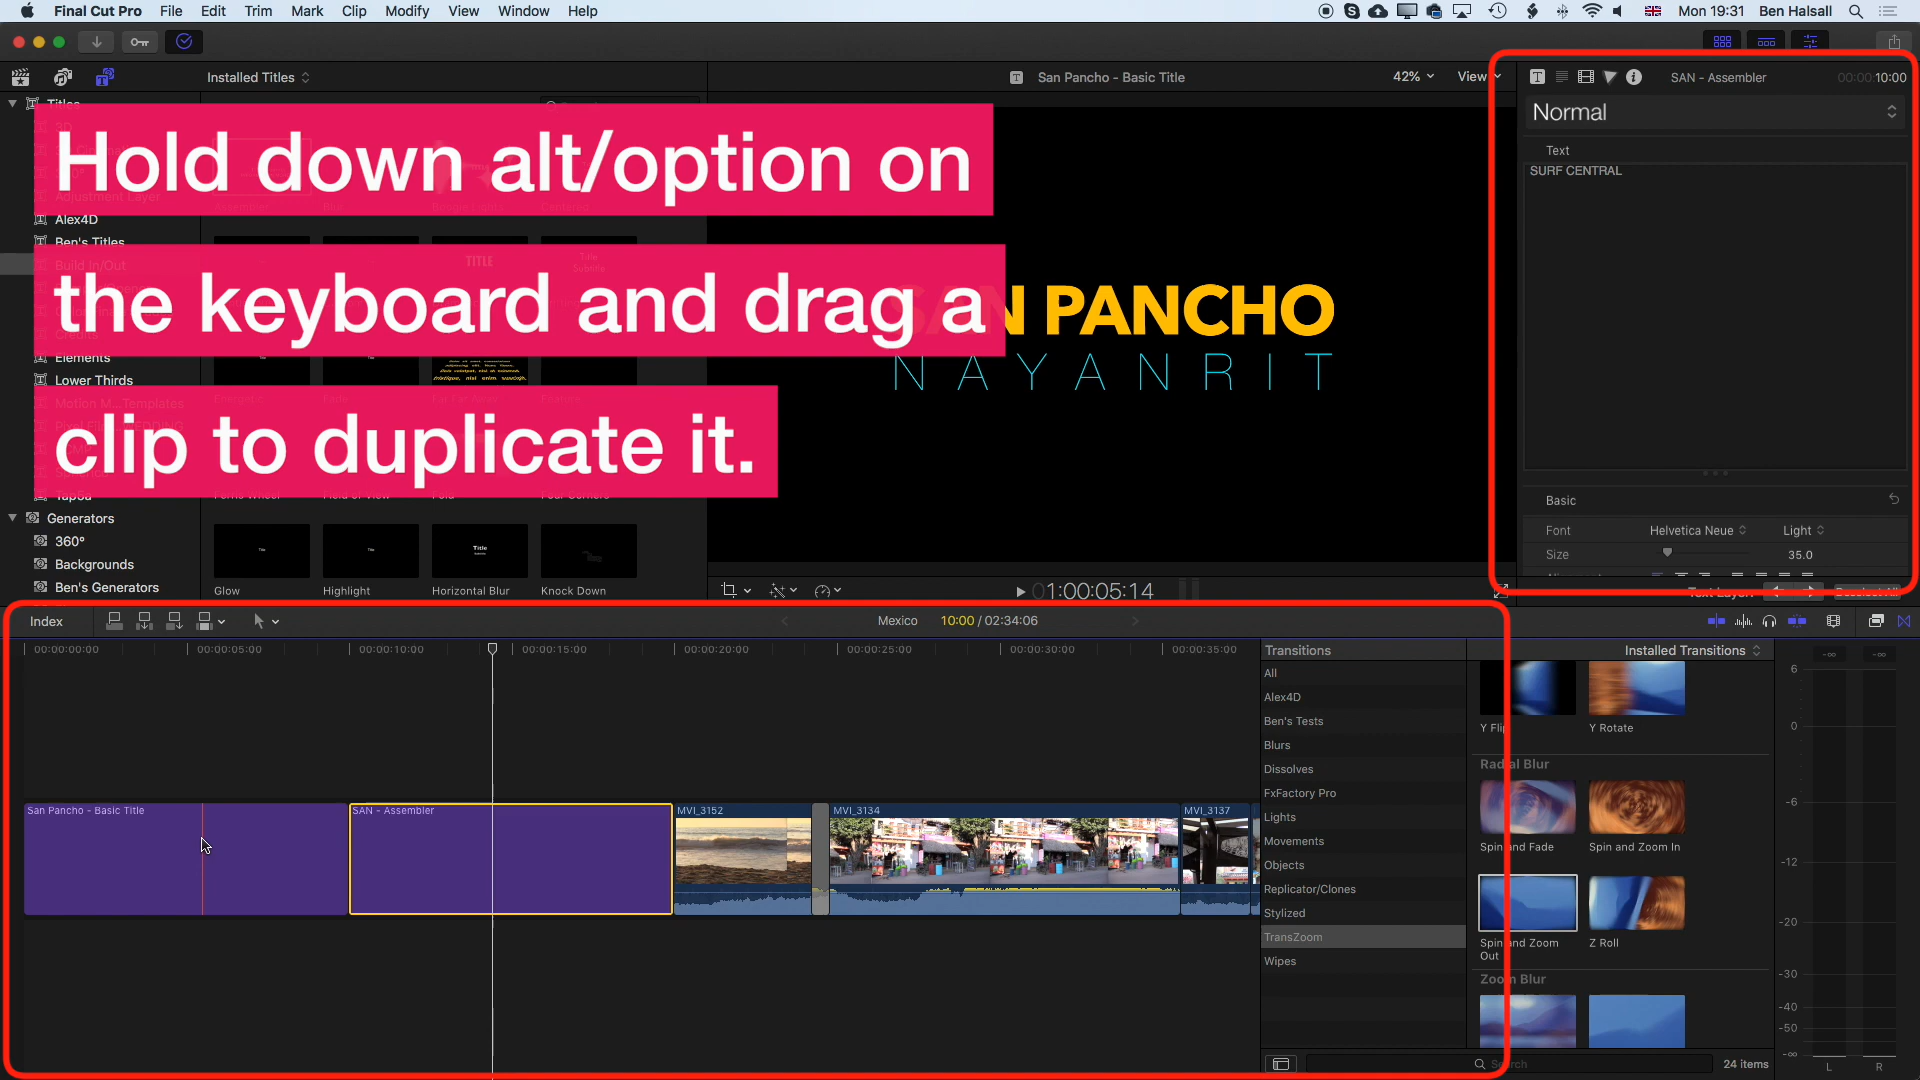 Final Cut Pro File Edit Trim Mark Clip Modify View Window Help
Mon 19:31 Ben Halsall
Installed Titles
San Pancho - Basic Title
42% View
SAN - Assembler
00:00:10:00
Titles
Hold down alt/option on
the keyboard and drag a
clip to duplicate it.
Alex4D
Ben's Titles
Build In/Out
Elements
Lower Thirds
Generators
360°
Backgrounds
Ben's Generators
Glow
Highlight
Horizontal Blur
Knock Down
N PANCHO
NAYANRIT
01:00:05:14
Normal
Text
SURF CENTRAL
Basic
Font Helvetica Neue Light
Size 35.0
Text Layer:
Deselect All
Index
Mexico 10:00 / 02:34:06
00:00:00:00 00:00:05:00 00:00:10:00 00:00:15:00 00:00:20:00 00:00:25:00 00:00:30:00 00:00:35:00
San Pancho - Basic Title
SAN - Assembler
MVI_3152
MVI_3134
MVI_3137
Transitions
All
Alex4D
Ben's Tests
Blurs
Dissolves
FxFactory Pro
Lights
Movements
Objects
Replicator/Clones
Stylized
TransZoom
Wipes
Installed Transitions
Y Flip
Y Rotate
Radial Blur
Spin and Fade
Spin and Zoom In
Spin and Zoom Out
Z Roll
Zoom Blur
Search
24 items
-∞ -∞
6
0
-6
-12
-20
-30
-40
-50
-∞
L R